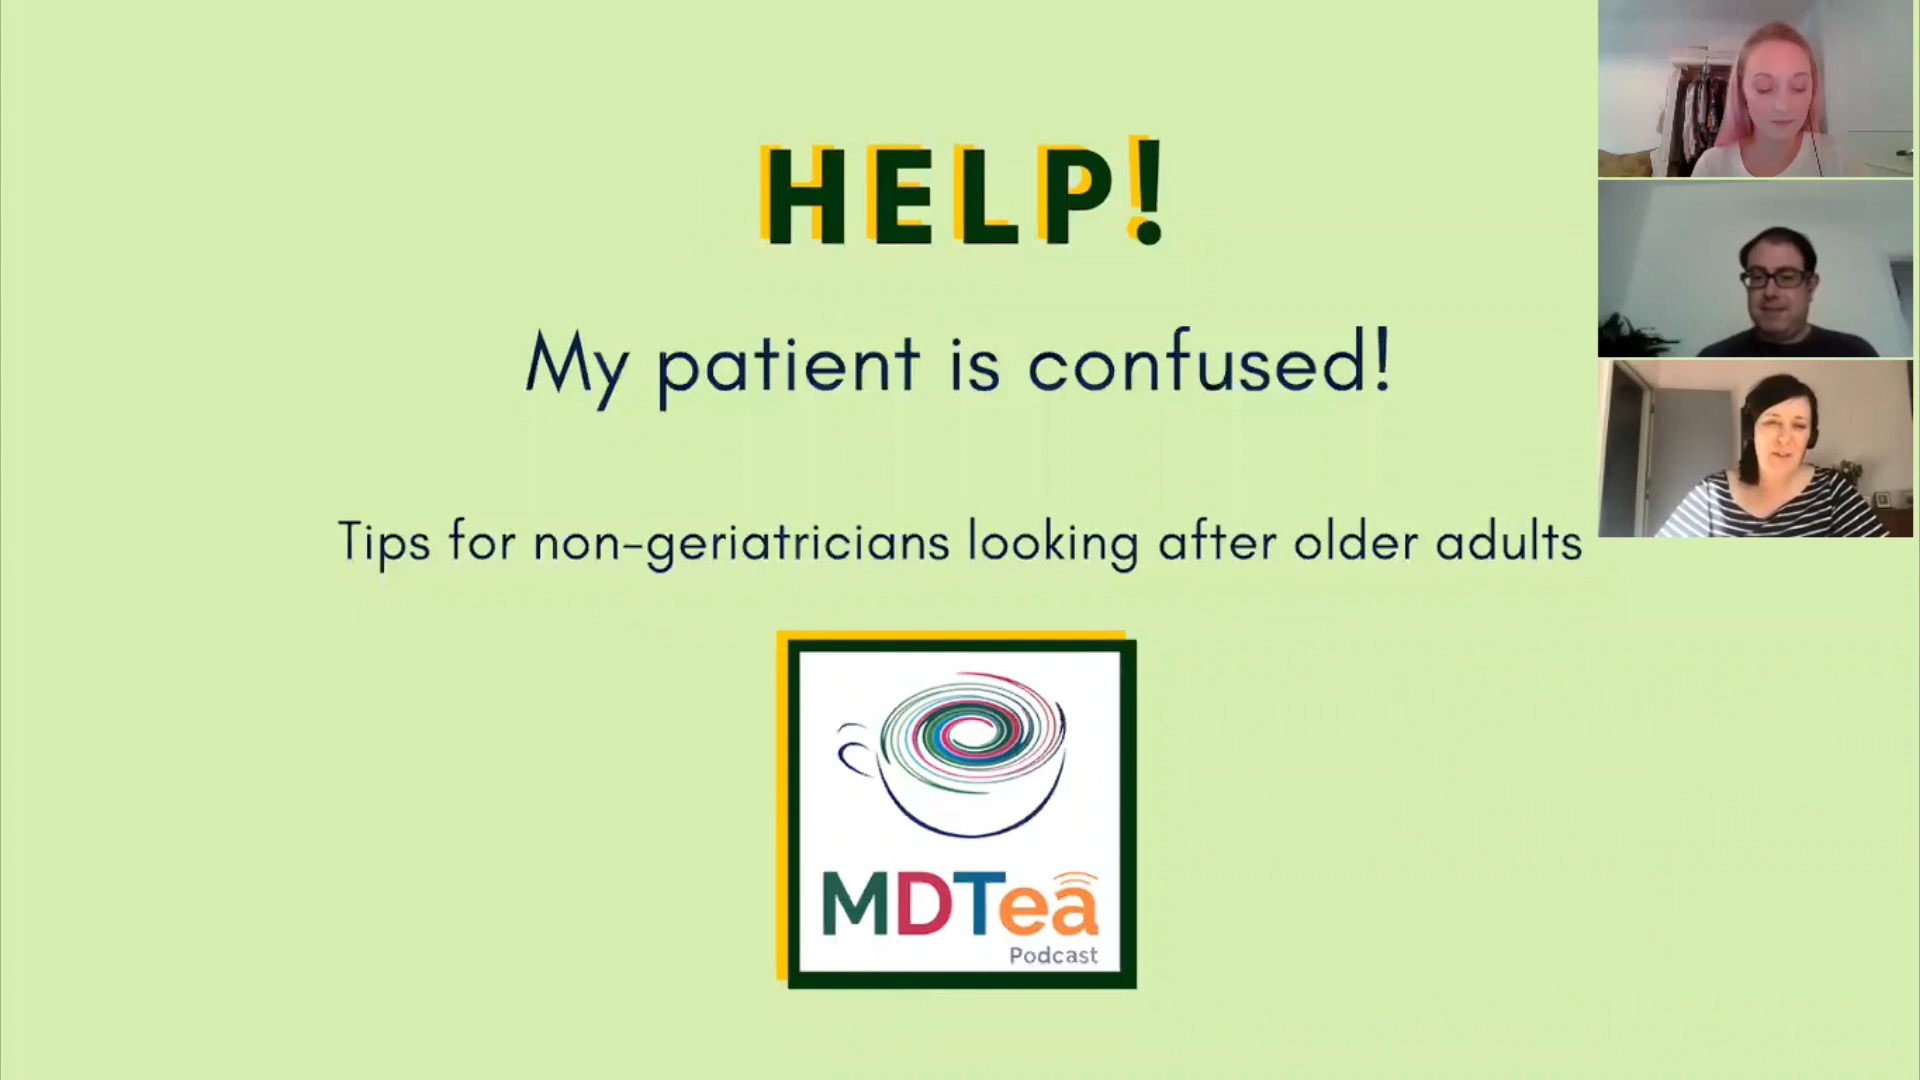 HELP!
My patient is confused!
Tips for non-geriatricians looking after older adults
MDTea
Podcast